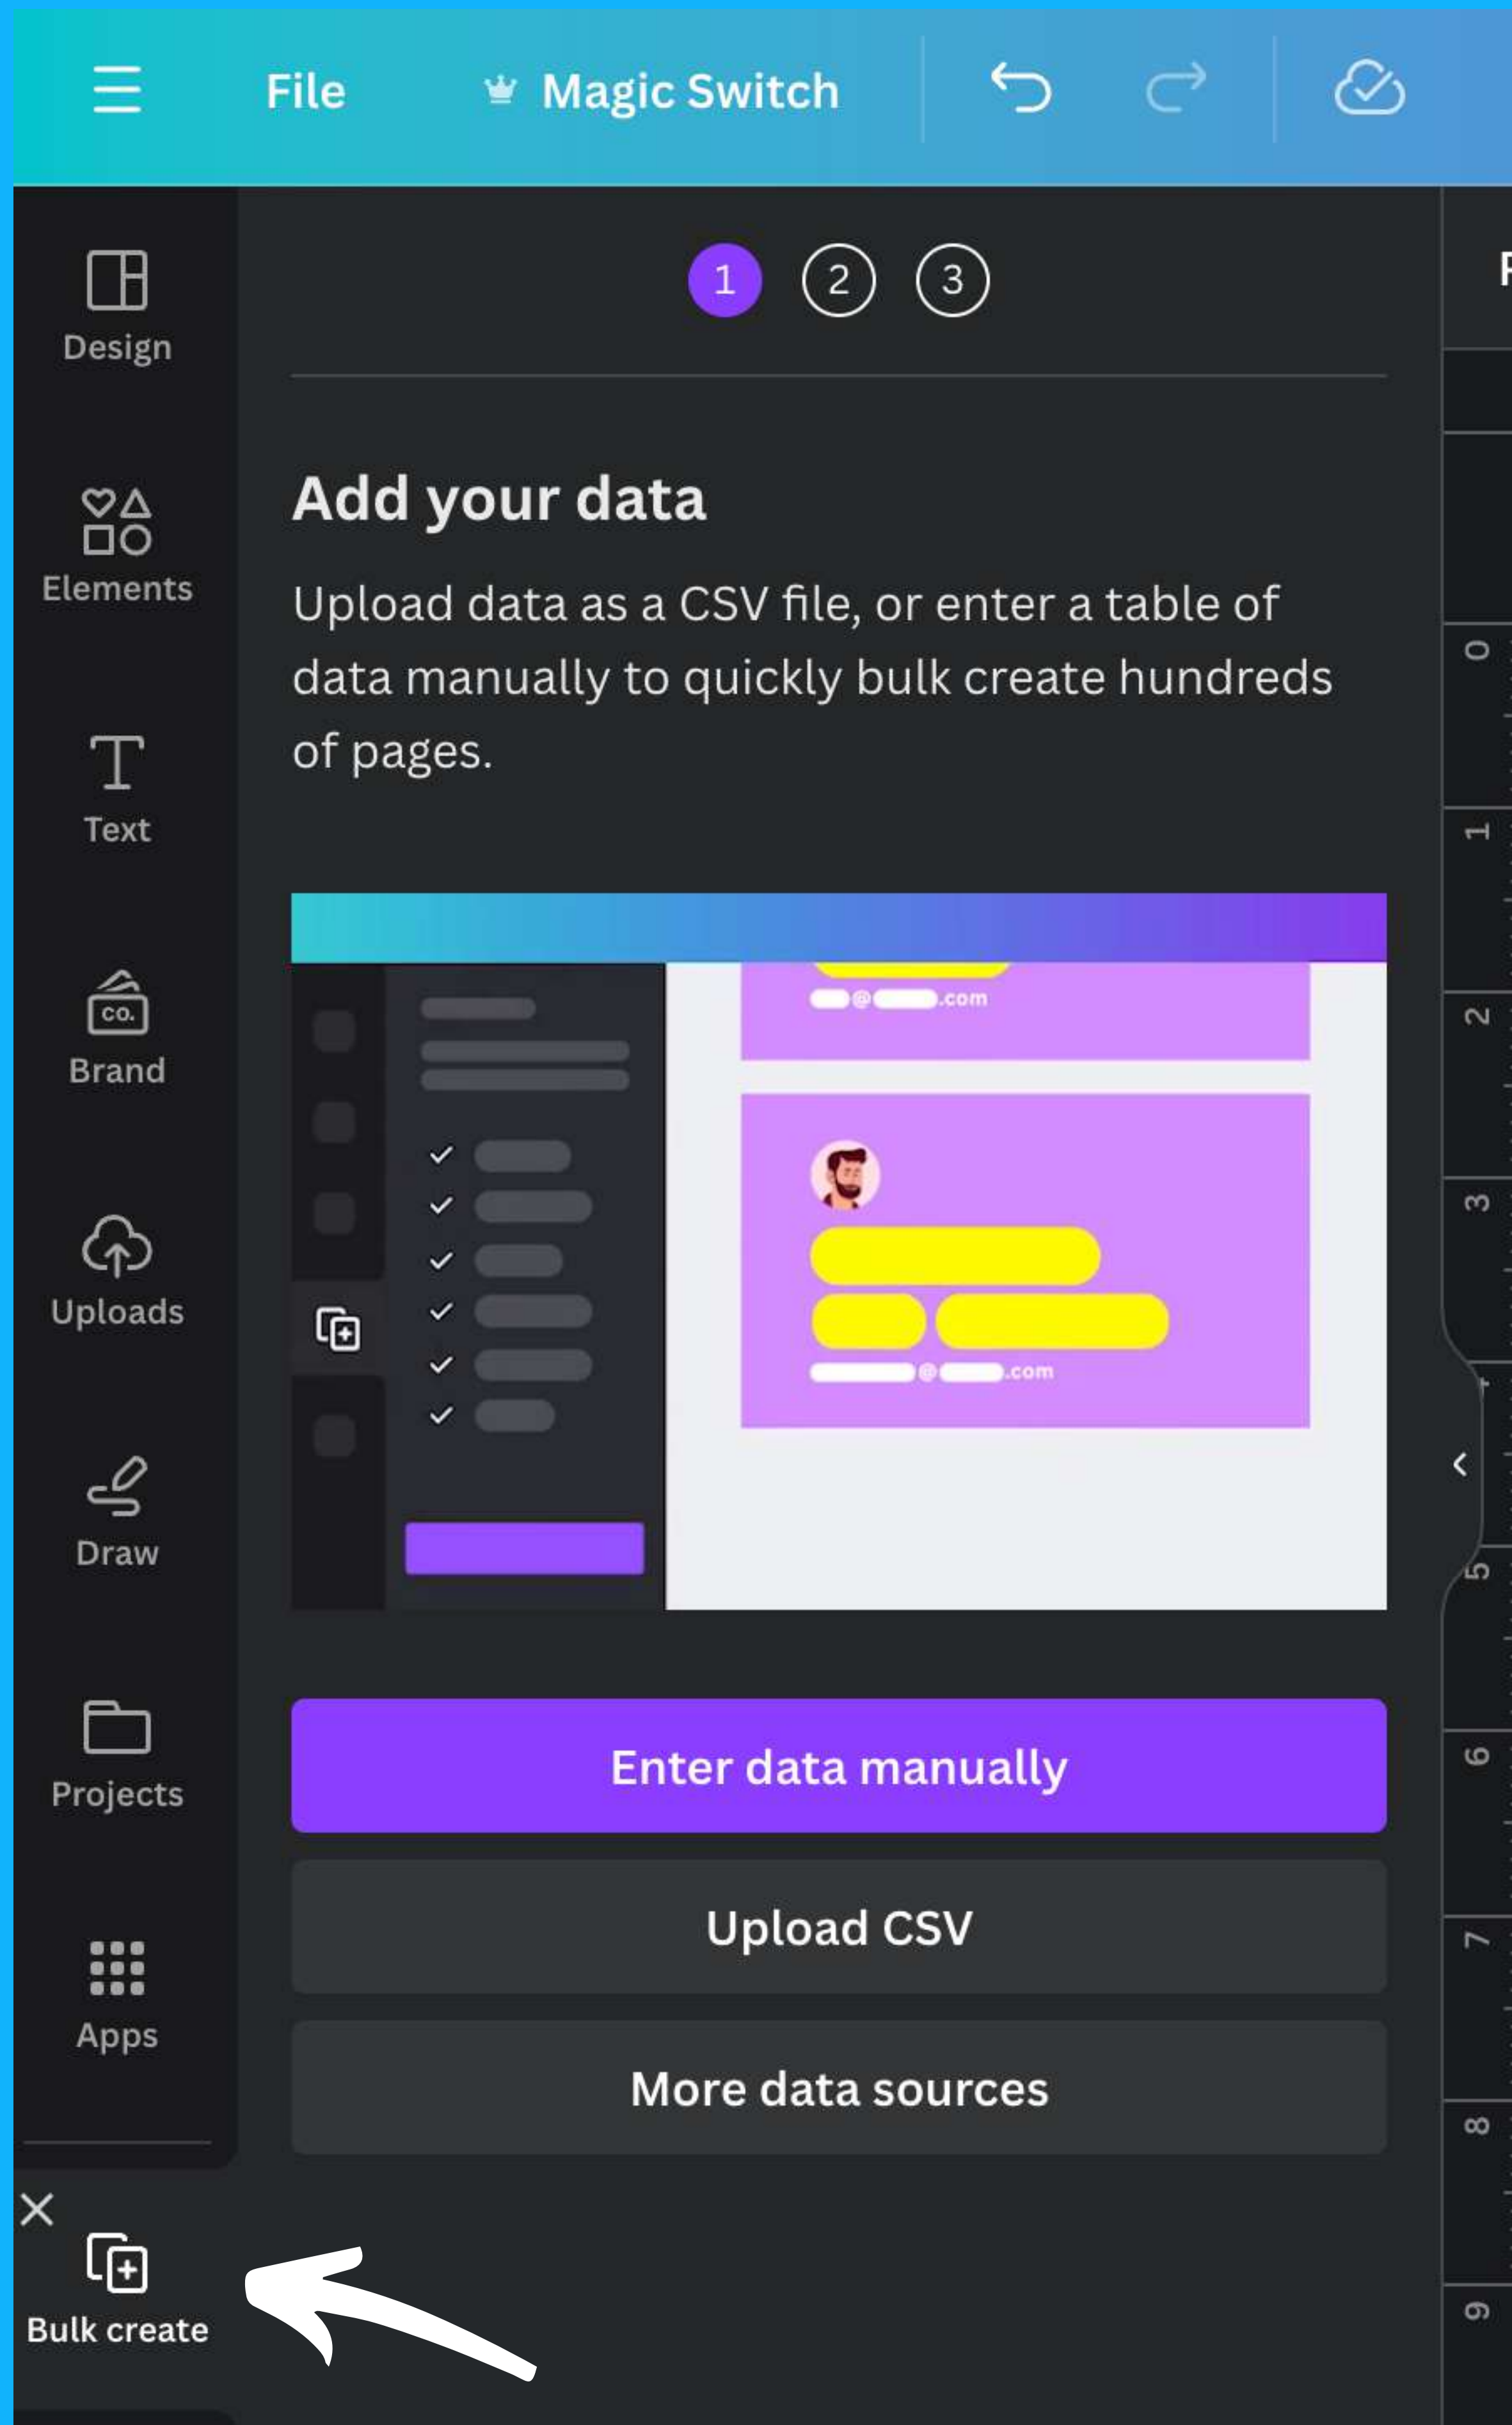 File
Magic Switch
1
2
3
Design
Add your data
Elements
Upload data as a CSV file, or enter a table of
data manually to quickly bulk create hundreds
of pages.
Text
CO.
Brand
@ .com
Uploads
@ .com
Draw
Projects
Enter data manually
Apps
Upload CSV
More data sources
Bulk create
0
1
2
3
5
6
7
8
9